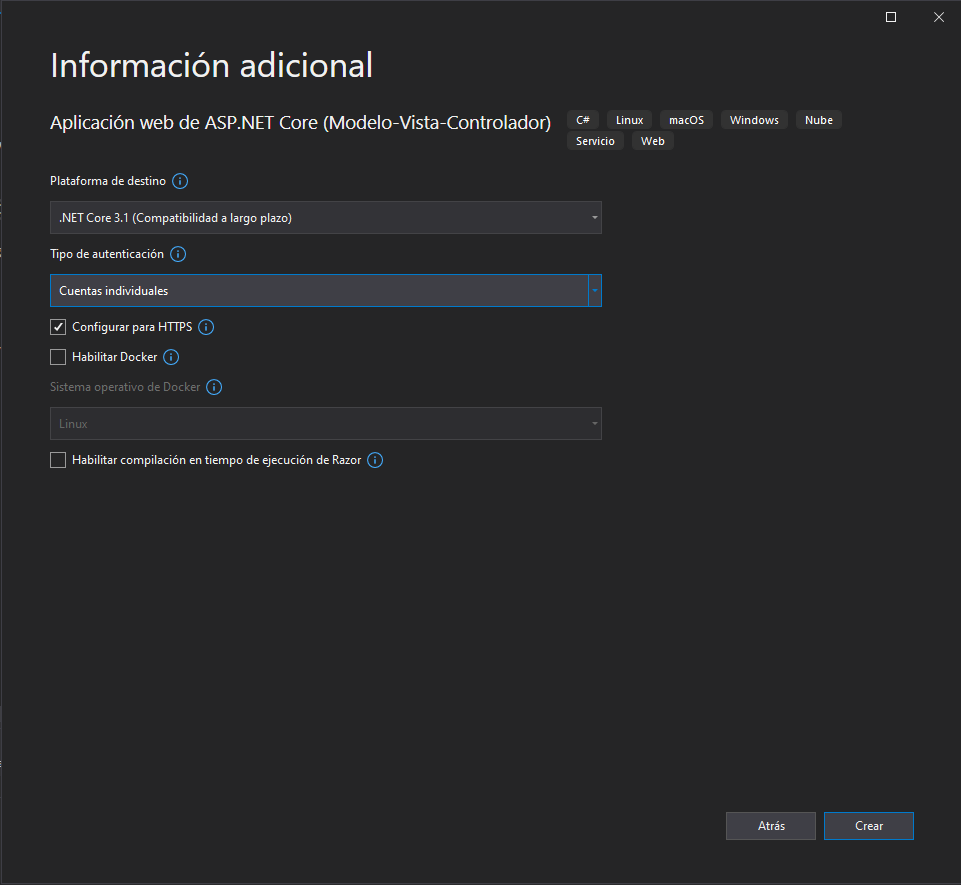 Información adicional
Aplicación web de ASP.NET Core (Modelo-Vista-Controlador)
C# Linux macOS Windows Nube
Servicio Web
Plataforma de destino
.NET Core 3.1 (Compatibilidad a largo plazo)
Tipo de autenticación
Cuentas individuales
Configurar para HTTPS
Habilitar Docker
Sistema operativo de Docker
Linux
Habilitar compilación en tiempo de ejecución de Razor
Atrás Crear